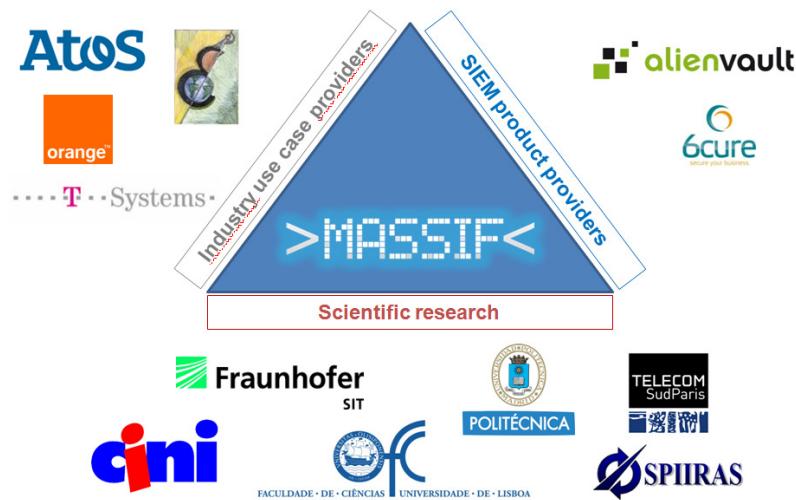 Atos
orange™
····T··Systems·
Industry use case providers
SIEM product providers
alienvault
6cure
secure your business
>MASSIF<
Scientific research
Fraunhofer
SIT
cini
FACULDADE · DE · CIÊNCIAS UNIVERSIDADE · DE · LISBOA
POLITÉCNICA
TELECOM
SudParis
SPIIRAS